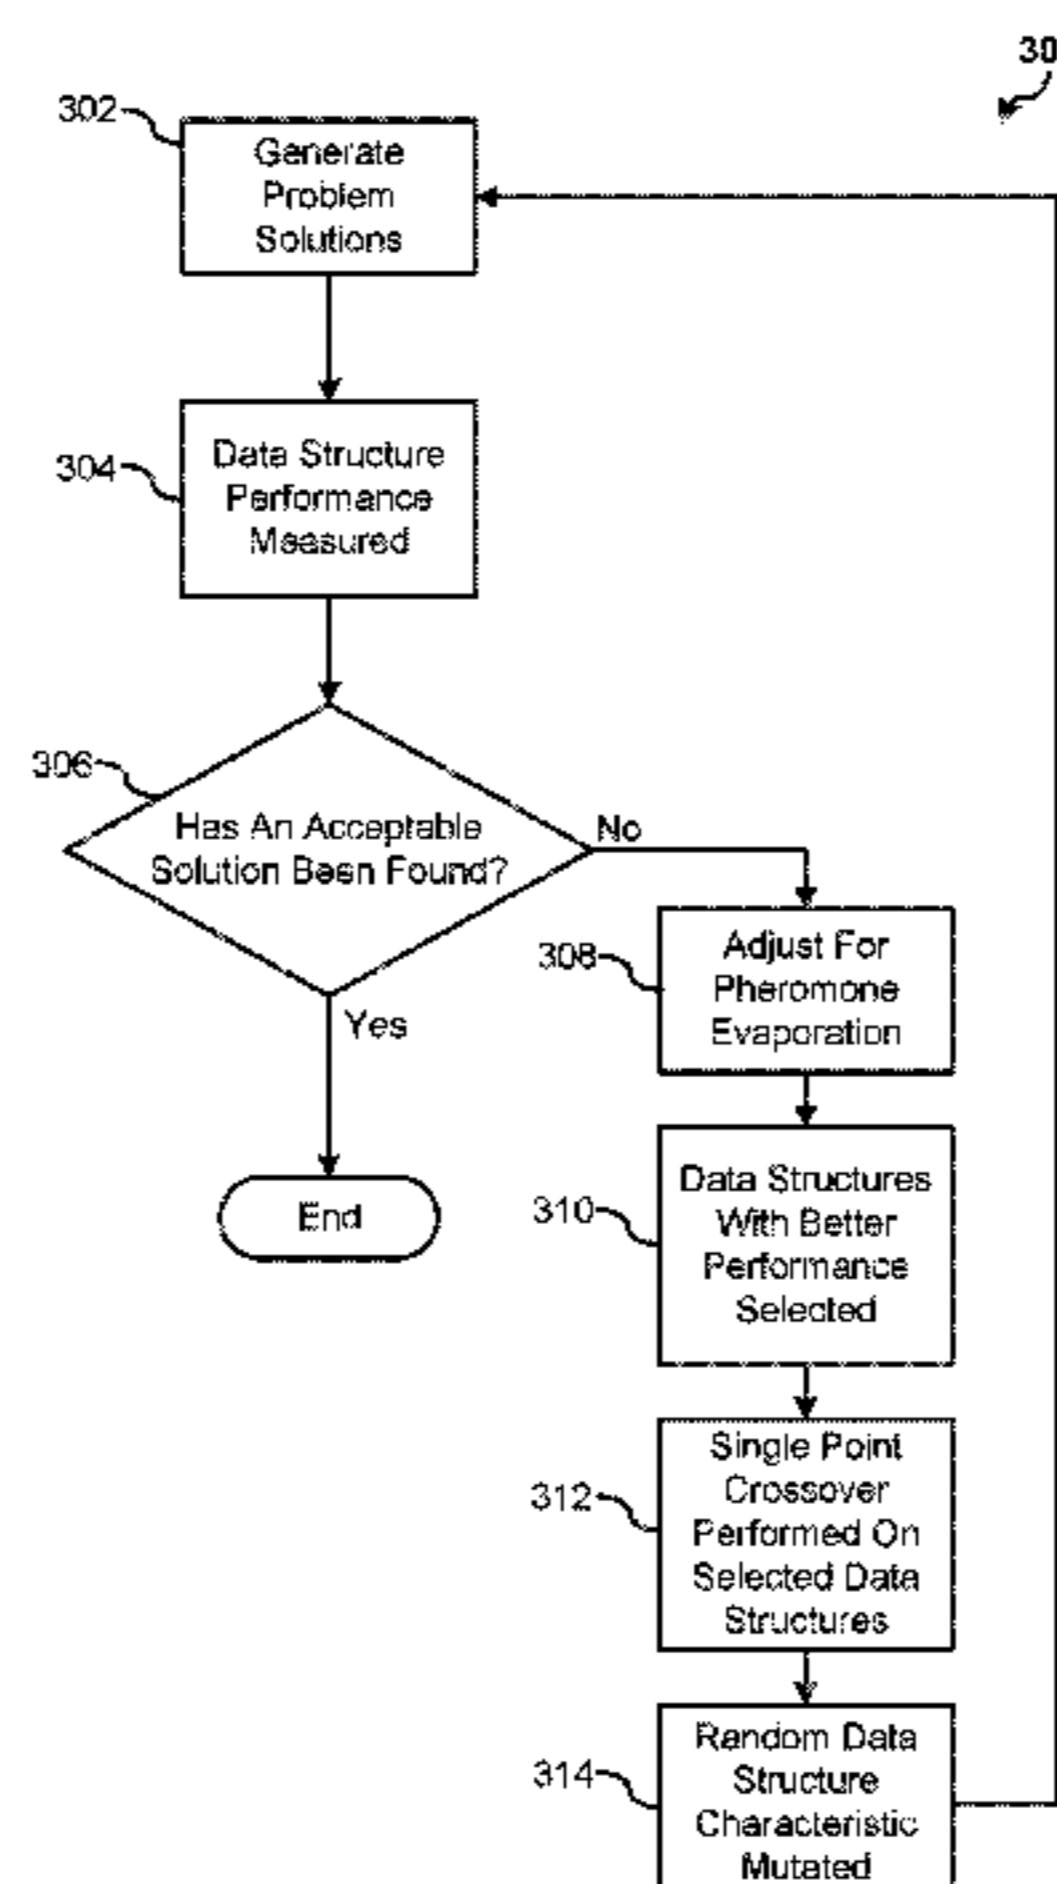 30
302
Generate
Problem
Solutions
304
Data Structure
Performance
Measured
306
Has An Acceptable
Solution Been Found?
No
Yes
End
308
Adjust For
Pheromone
Evaporation
310
Data Structures
With Better
Performance
Selected
312
Single Point
Crossover
Performed On
Selected Data
Structures
314
Random Data
Structure
Characteristic
Mutated